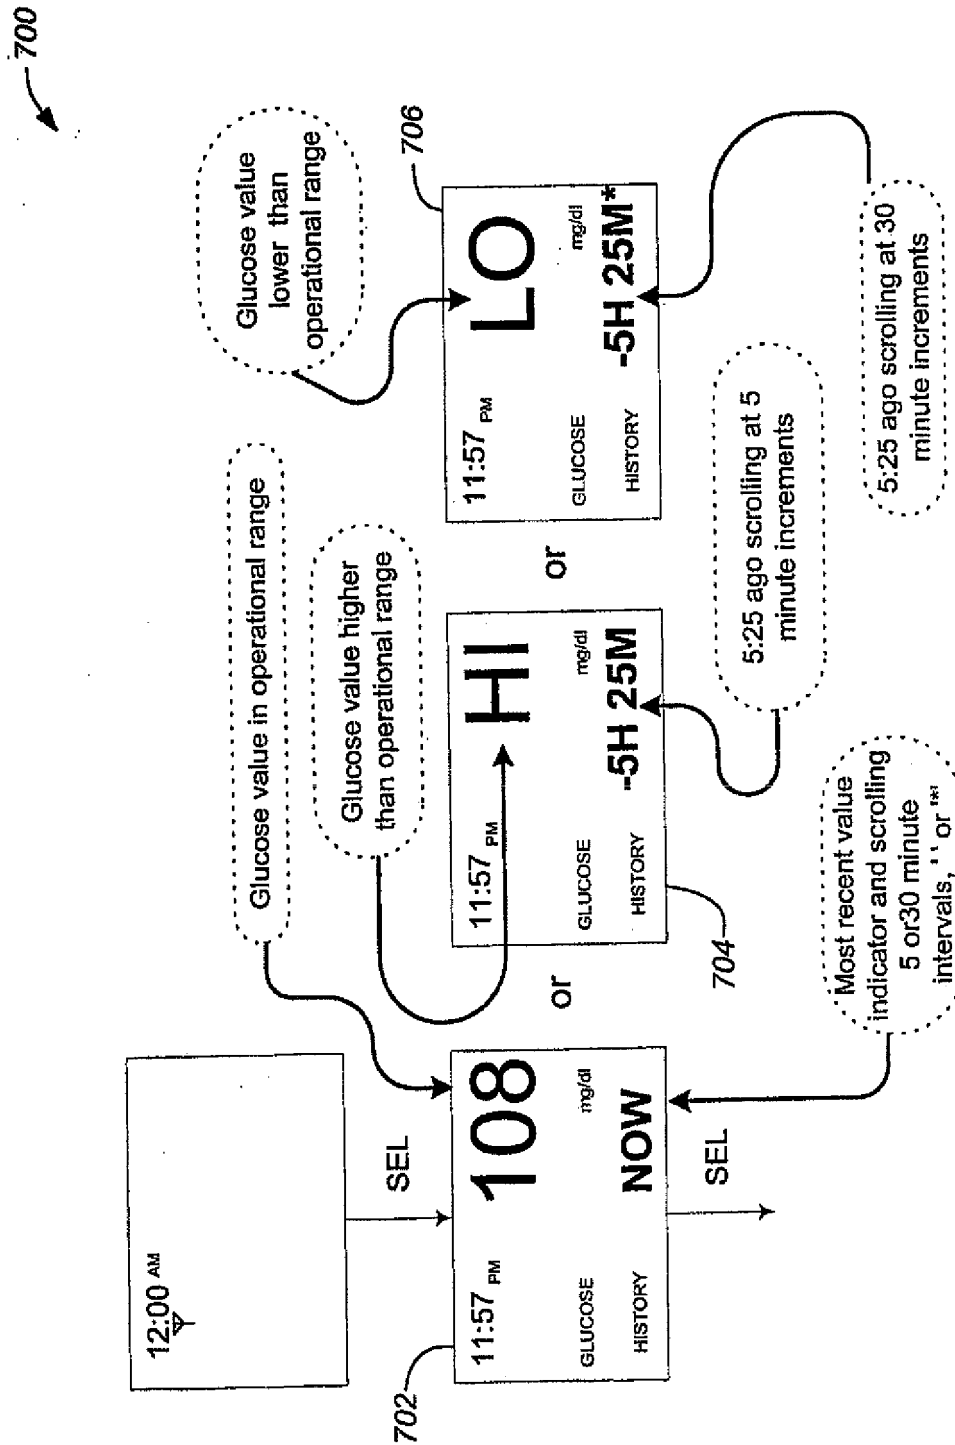 700
12:00 AM
SEL
Glucose value in operational range
Glucose value higher
than operational range
Glucose value
lower than
operational range
702
11:57 PM
108
mg/dl
GLUCOSE
HISTORY
NOW
or
704
11:57 PM
HI
mg/dl
GLUCOSE
HISTORY
-5H 25M
or
706
11:57 PM
LO
mg/dl
GLUCOSE
HISTORY
-5H 25M*
SEL
Most recent value
indicator and scrolling
5 or30 minute
intervals, ' ' or '*'
5:25 ago scrolling at 5
minute increments
5:25 ago scrolling at 30
minute increments